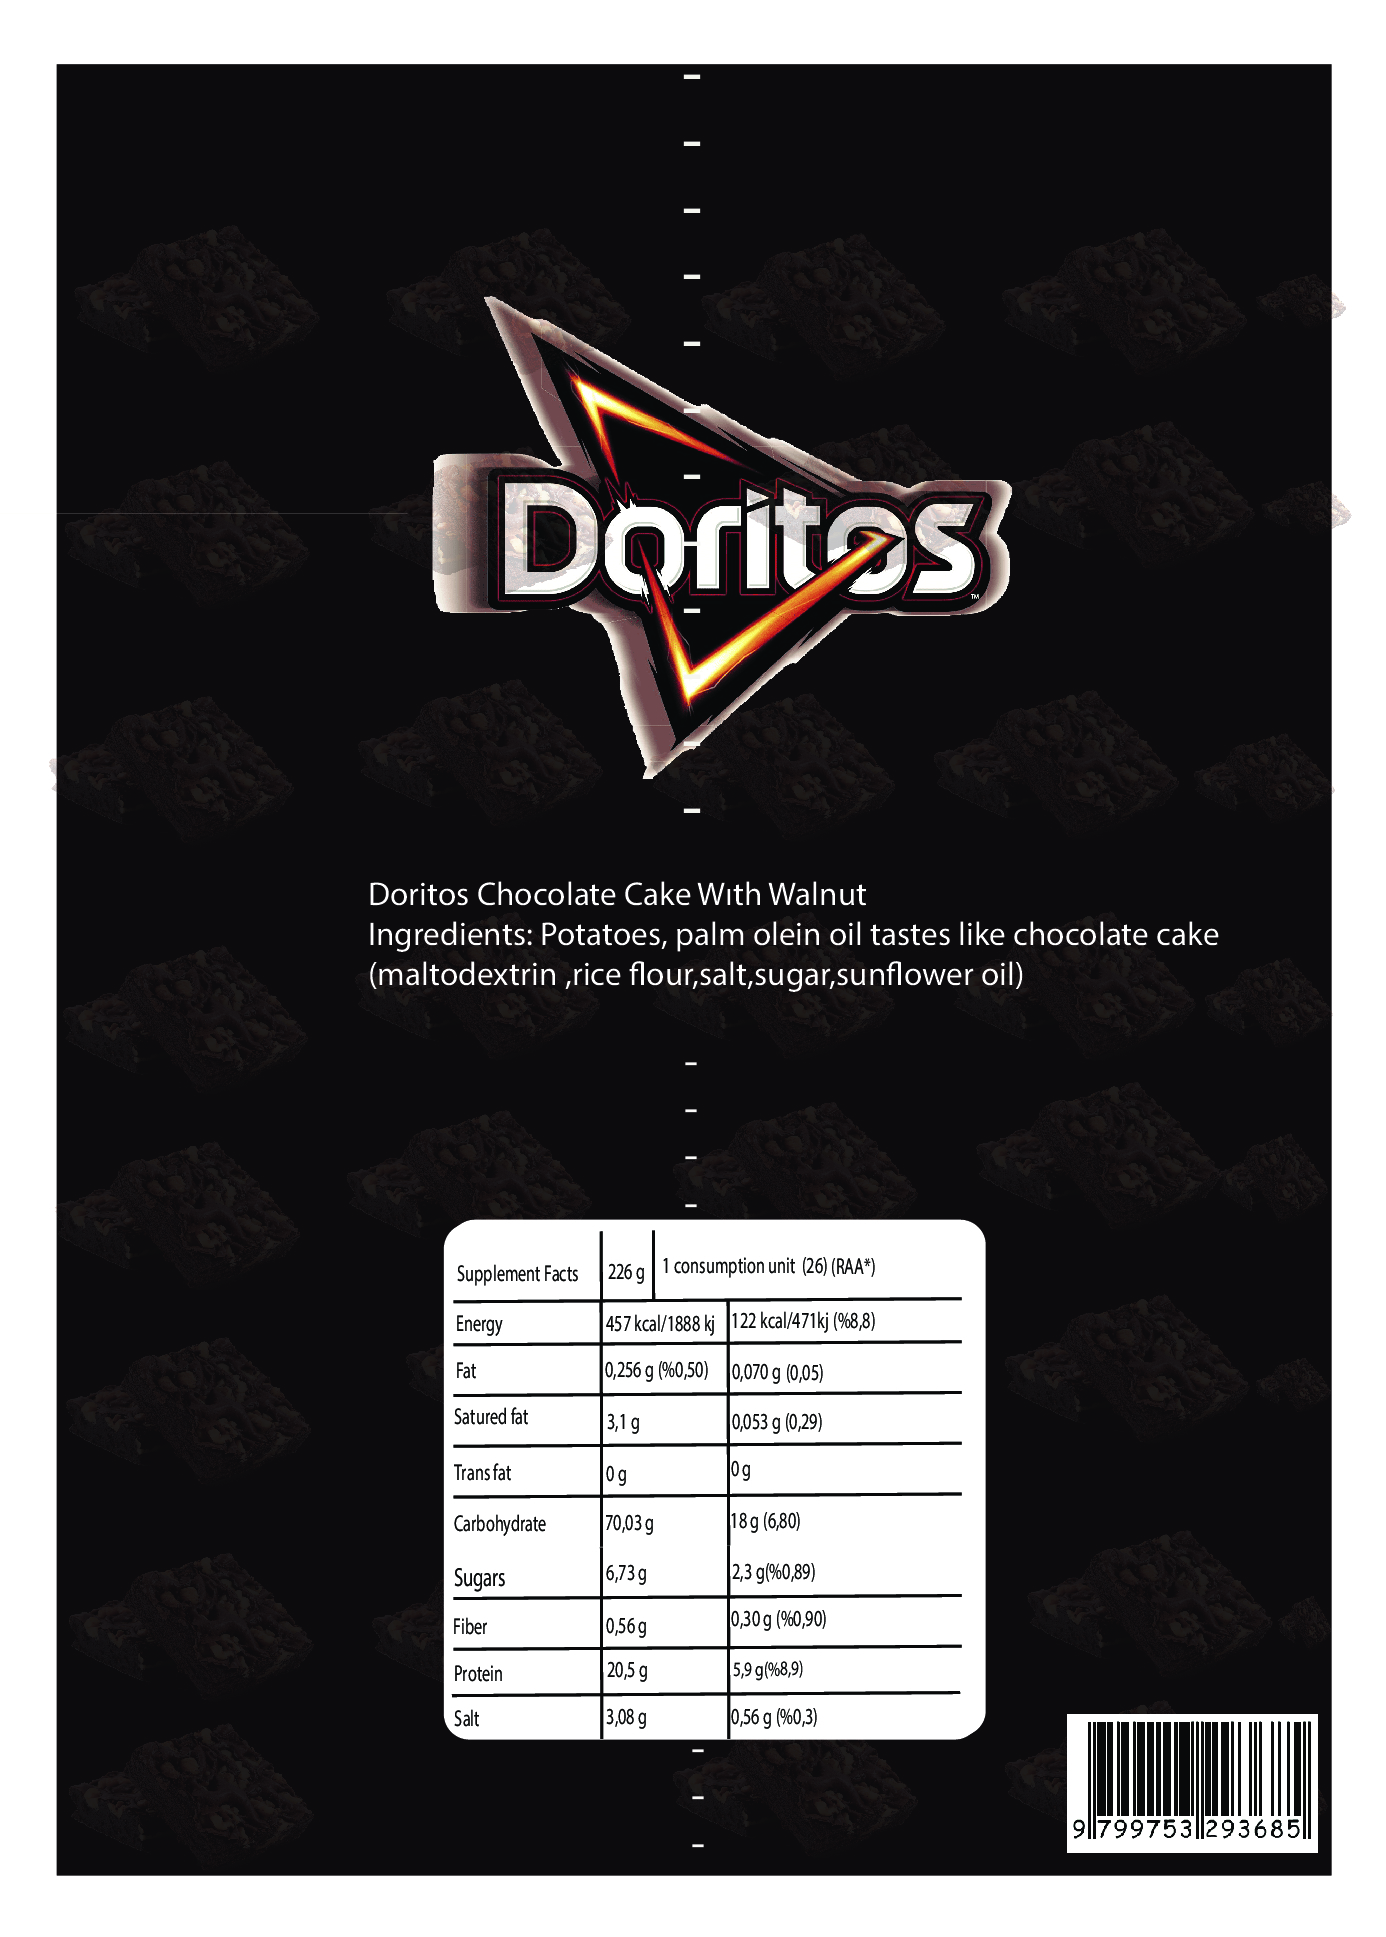 Doritos
TM
Doritos Chocolate Cake Wıth Walnut
Ingredients: Potatoes, palm olein oil tastes like chocolate cake
(maltodextrin ,rice flour,salt,sugar,sunflower oil)
Supplement Facts 226 g 1 consumption unit (26) (RAA*)
Energy 457 kcal/1888 kj 122 kcal/471kj (%8,8)
Fat 0,256 g (%0,50) 0,070 g (0,05)
Satured fat 3,1 g 0,053 g (0,29)
Trans fat 0 g 0 g
Carbohydrate 70,03 g 18 g (6,80)
Sugars 6,73 g 2,3 g(%0,89)
Fiber 0,56 g 0,30 g (%0,90)
Protein 20,5 g 5,9 g(%8,9)
Salt 3,08 g 0,56 g (%0,3)
9 799753 293685